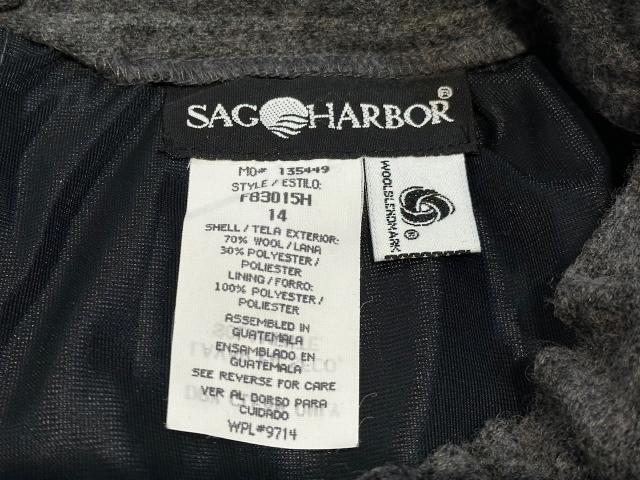 SAG HARBOR®
MO# 135449
STYLE / ESTILO:
F83015H
14
SHELL / TELA EXTERIOR:
70% WOOL / LANA
30% POLYESTER /
POLIESTER
LINING / FORRO:
100% POLYESTER /
POLIESTER
ASSEMBLED IN
GUATEMALA
ENSAMBLADO EN
GUATEMALA
SEE REVERSE FOR CARE
VER AL DORSO PARA
CUIDADO
WPL#9714
WOOLBLENDMARK ®